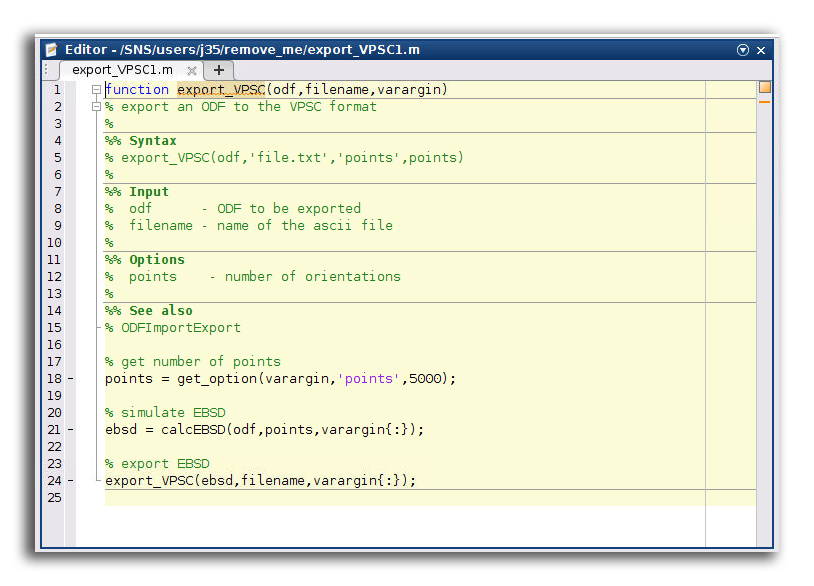 Editor - /SNS/users/j35/remove_me/export_VPSC1.m
export_VPSC1.m
1 function export_VPSC(odf,filename,varargin)
2 % export an ODF to the VPSC format
3 %
4 %% Syntax
5 % export_VPSC(odf,'file.txt','points',points)
6 %
7 %% Input
8 %  odf      - ODF to be exported
9 %  filename - name of the ascii file
10 %
11 %% Options
12 %  points    - number of orientations
13 %
14 %% See also
15 % ODFImportExport
16
17 % get number of points
18 - points = get_option(varargin,'points',5000);
19
20 % simulate EBSD
21 - ebsd = calcEBSD(odf,points,varargin{:});
22
23 % export EBSD
24 - export_VPSC(ebsd,filename,varargin{:});
25